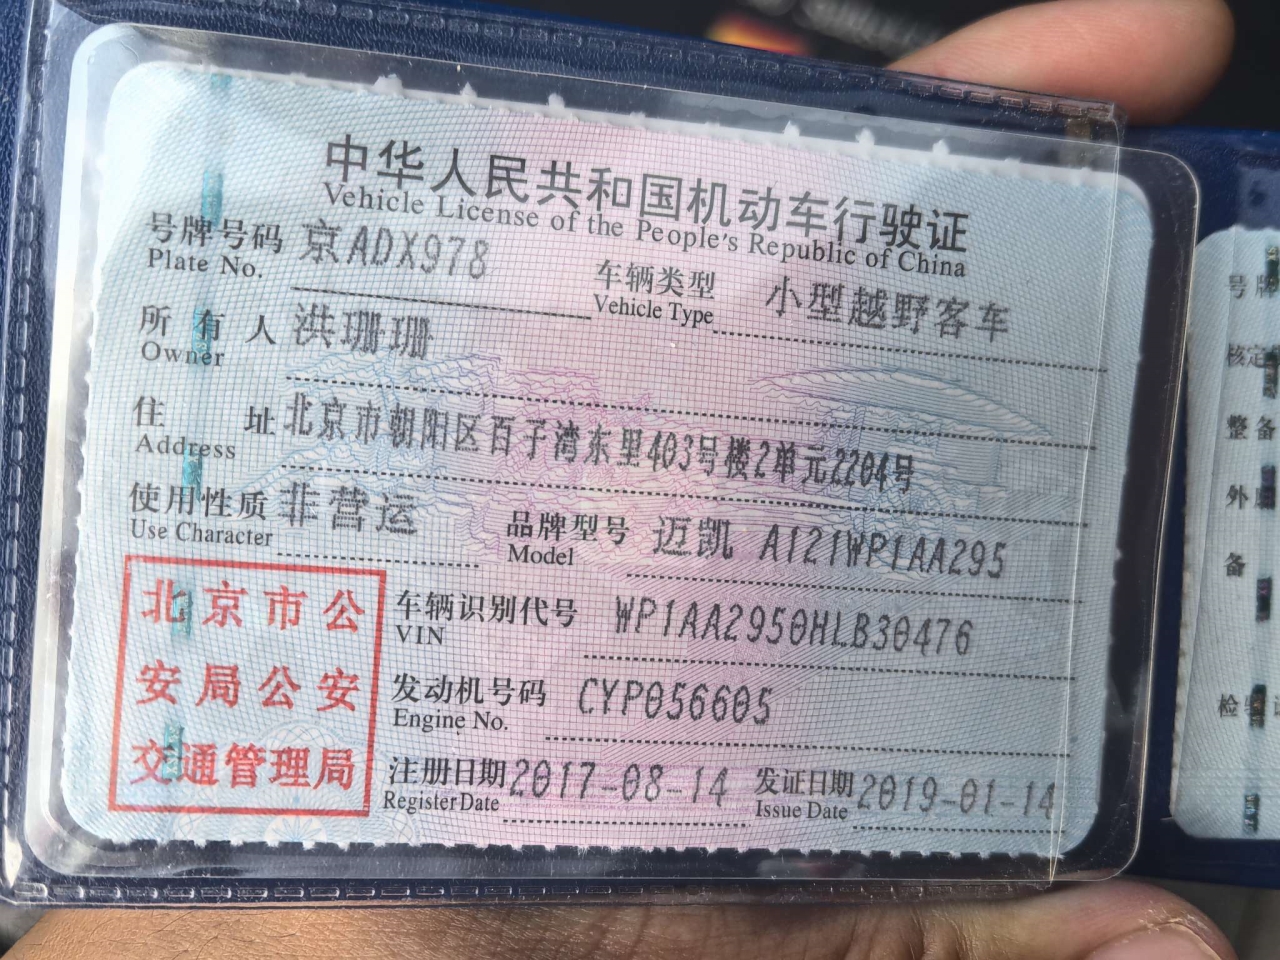 中华人民共和国机动车行驶证
Vehicle License of the People's Republic of China
号牌号码 京ADX978
Plate No.
车辆类型 小型越野客车
Vehicle Type
所有人 洪珊珊
Owner
住址 北京市朝阳区百子湾东里403号楼2单元2204号
Address
使用性质 非营运
Use Character
品牌型号 迈凯 A121WP1AA295
Model
北京市公
安局公安
交通管理局
车辆识别代号 WP1AA2950HLB30476
VIN
发动机号码 CYP056605
Engine No.
注册日期 2017-08-14
Register Date
发证日期 2019-01-14
Issue Date
号牌
核定
整备
外
备
检